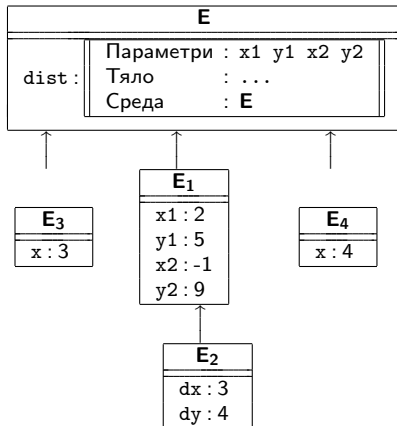 E
Параметри : x1 y1 x2 y2
dist : Тяло : ...
Среда : E
E₁
x1 : 2
y1 : 5
x2 : -1
y2 : 9
E₃
x : 3
E₄
x : 4
E₂
dx : 3
dy : 4